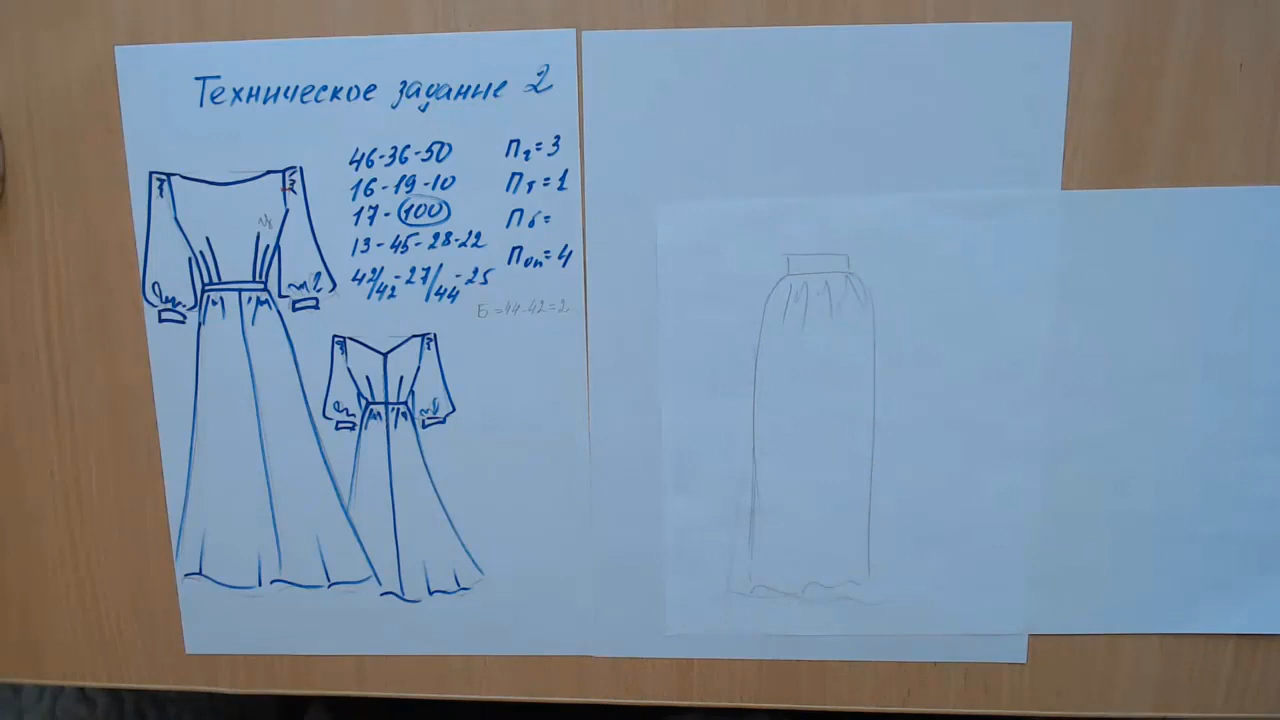 Техническое задание 2
46-36-50
16-19-10
17-100
13-45-28-22
42/42-27/44-25
Пг=3
Пт=1
Пб=
Поп=4
Б=44-42=2